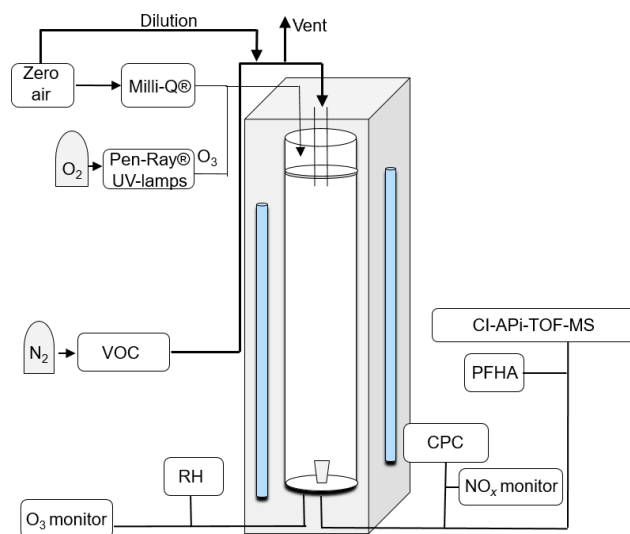 Dilution
Vent
Zero
air
Milli-Q®
O₂
Pen-Ray®
UV-lamps
O₃
N₂
VOC
CI-APi-TOF-MS
PFHA
CPC
RH
NOₓ monitor
O₃ monitor